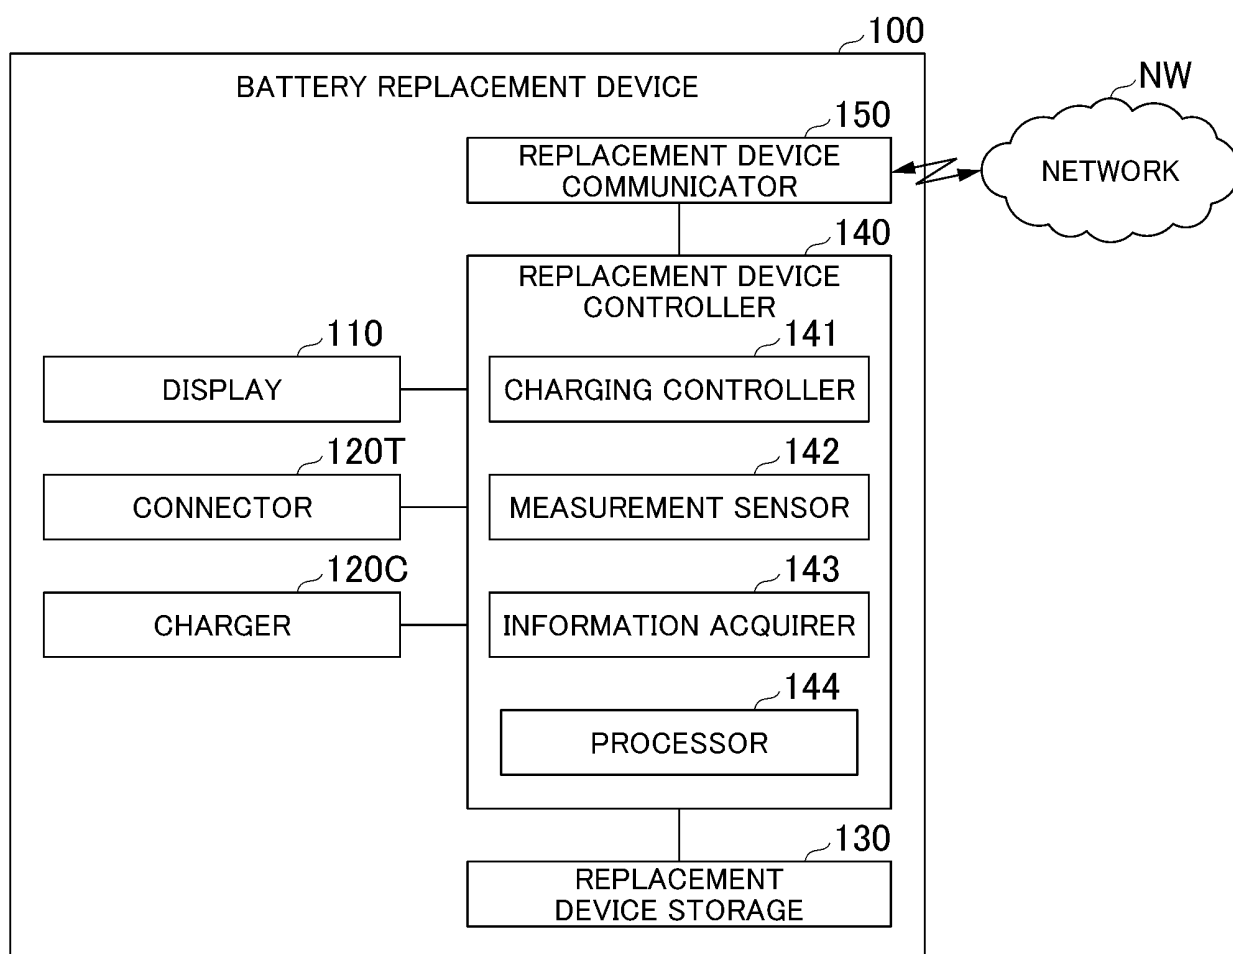 100
BATTERY REPLACEMENT DEVICE
NW
NETWORK
150
REPLACEMENT DEVICE
COMMUNICATOR
140
REPLACEMENT DEVICE
CONTROLLER
110
DISPLAY
141
CHARGING CONTROLLER
120T
CONNECTOR
142
MEASUREMENT SENSOR
120C
CHARGER
143
INFORMATION ACQUIRER
144
PROCESSOR
130
REPLACEMENT
DEVICE STORAGE